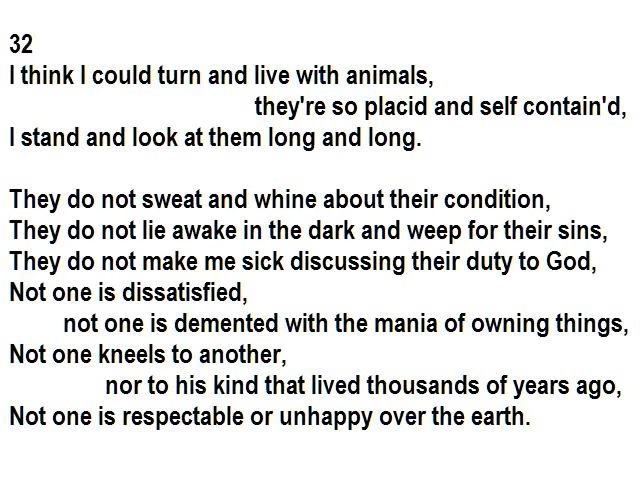 32
I think I could turn and live with animals,
they're so placid and self contain'd,
I stand and look at them long and long.
They do not sweat and whine about their condition,
They do not lie awake in the dark and weep for their sins,
They do not make me sick discussing their duty to God,
Not one is dissatisfied,
not one is demented with the mania of owning things,
Not one kneels to another,
nor to his kind that lived thousands of years ago,
Not one is respectable or unhappy over the earth.